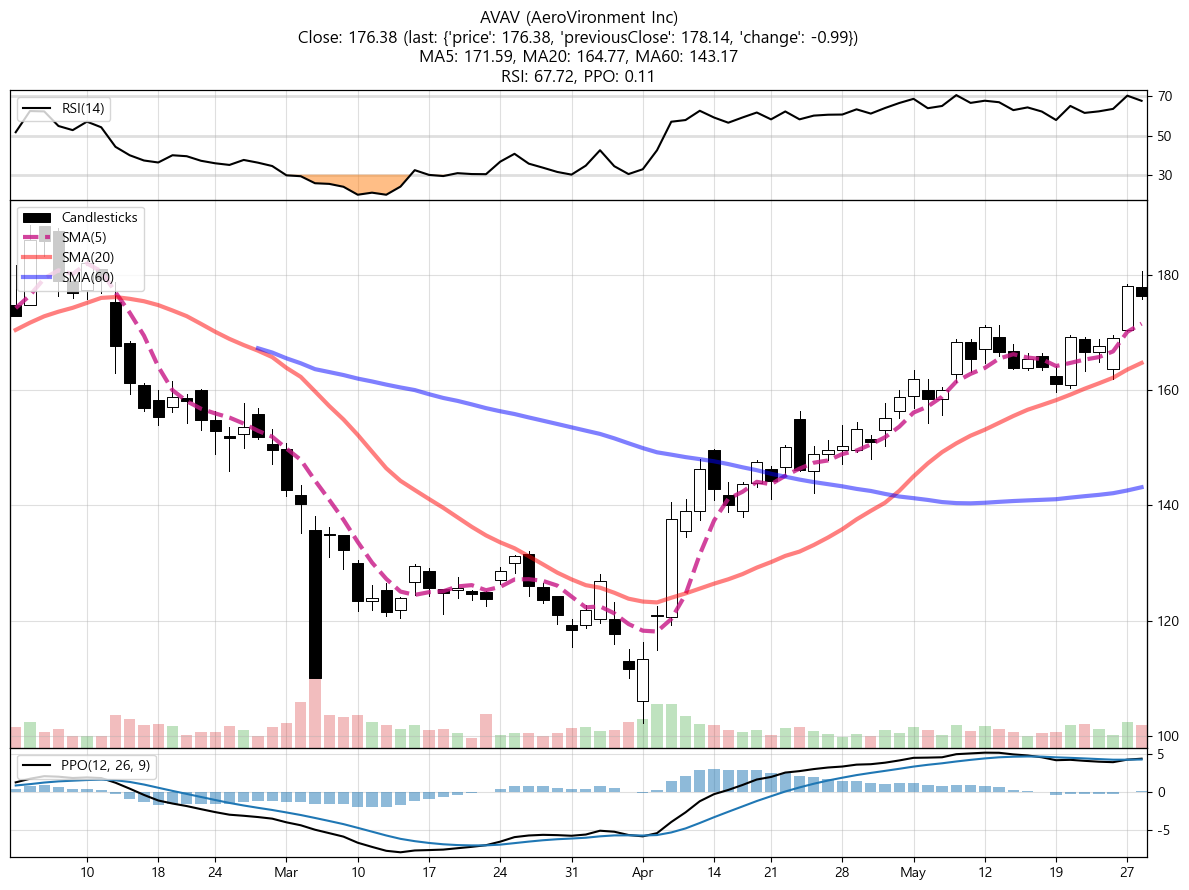 AVAV (AeroVironment Inc)
Close: 176.38 (last: {'price': 176.38, 'previousClose': 178.14, 'change': -0.99})
MA5: 171.59, MA20: 164.77, MA60: 143.17
RSI: 67.72, PPO: 0.11
RSI(14)
70
50
30
Candlesticks
SMA(5)
SMA(20)
SMA(60)
180
160
140
120
100
PPO(12, 26, 9)
5
0
-5
10 18 24 Mar 10 17 24 31 Apr 14 21 28 May 12 19 27